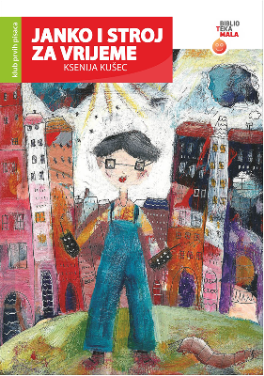 klub prvih pisaca
JANKO I STROJ
ZA VRIJEME
KSENIJA KUŠEC
BIBLIO
TEKA
MALA